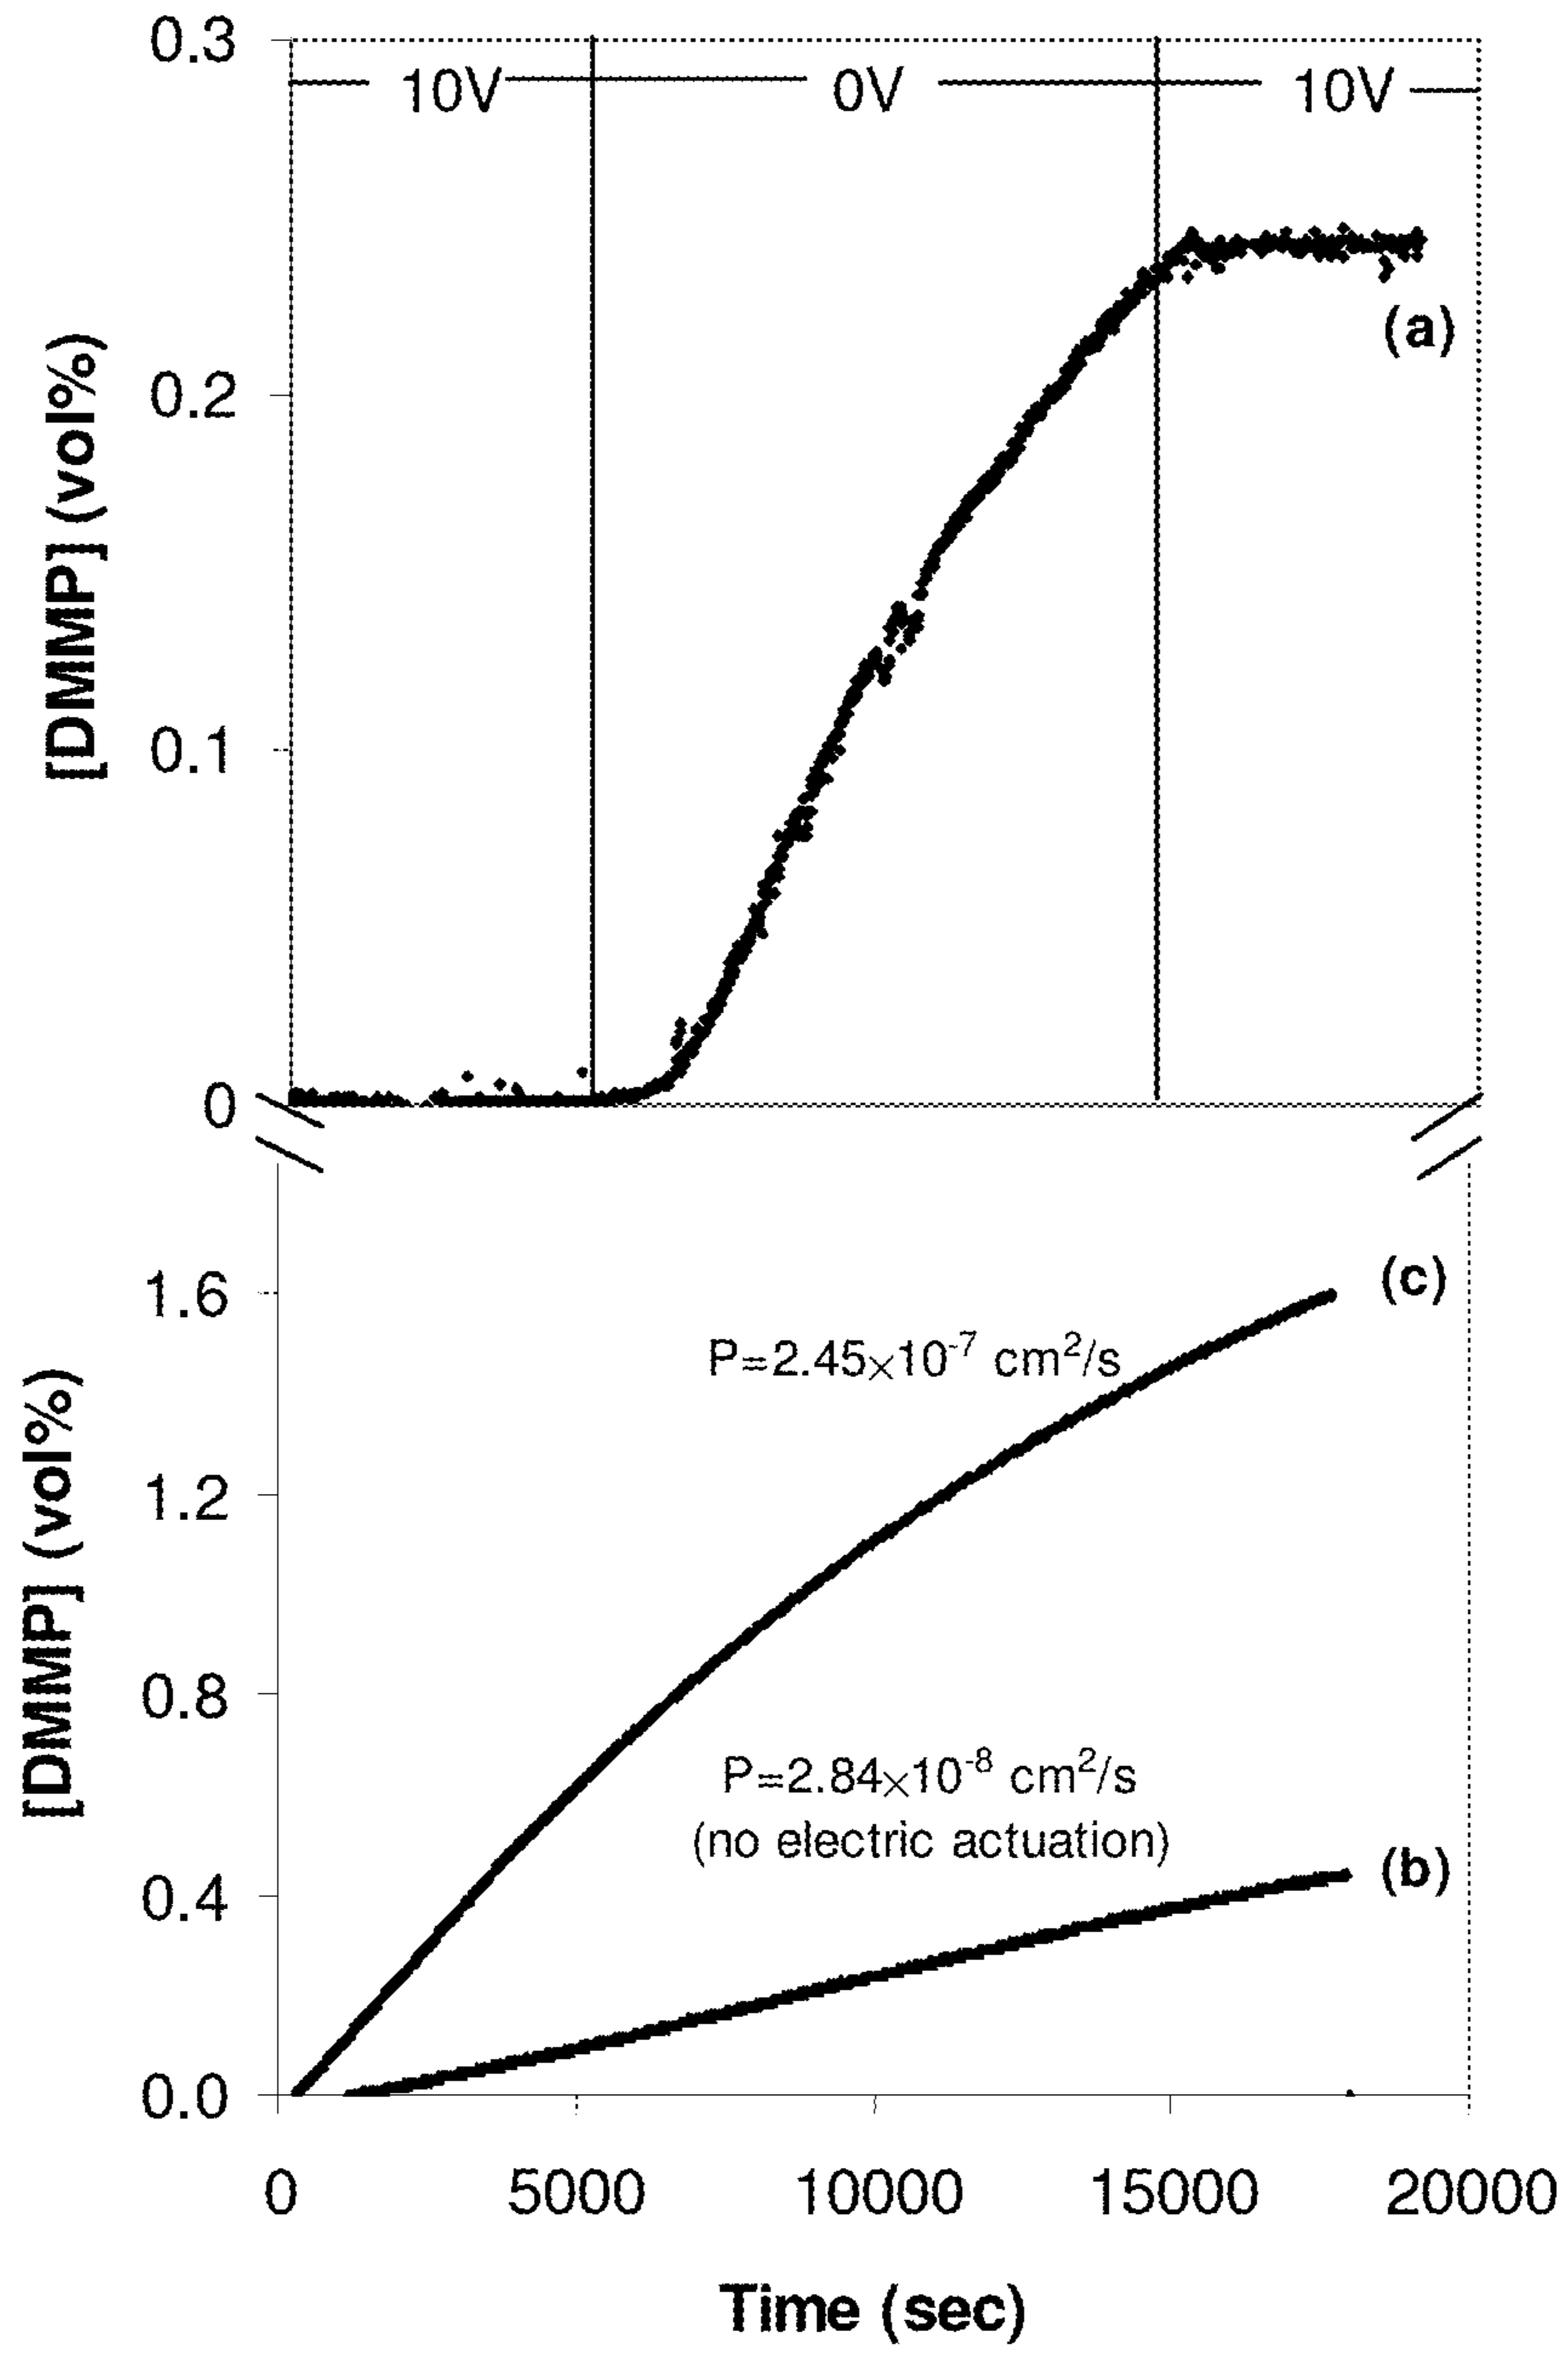 0.3
10V 0V 10V
(a)
0.2
[DMMP] (vol%)
0.1
0
(c)
1.6
P=2.45×10⁻⁷ cm²/s
1.2
[DMMP] (vol%)
0.8
P=2.84×10⁻⁸ cm²/s
(no electric actuation)
(b)
0.4
0.0
0 5000 10000 15000 20000
Time (sec)